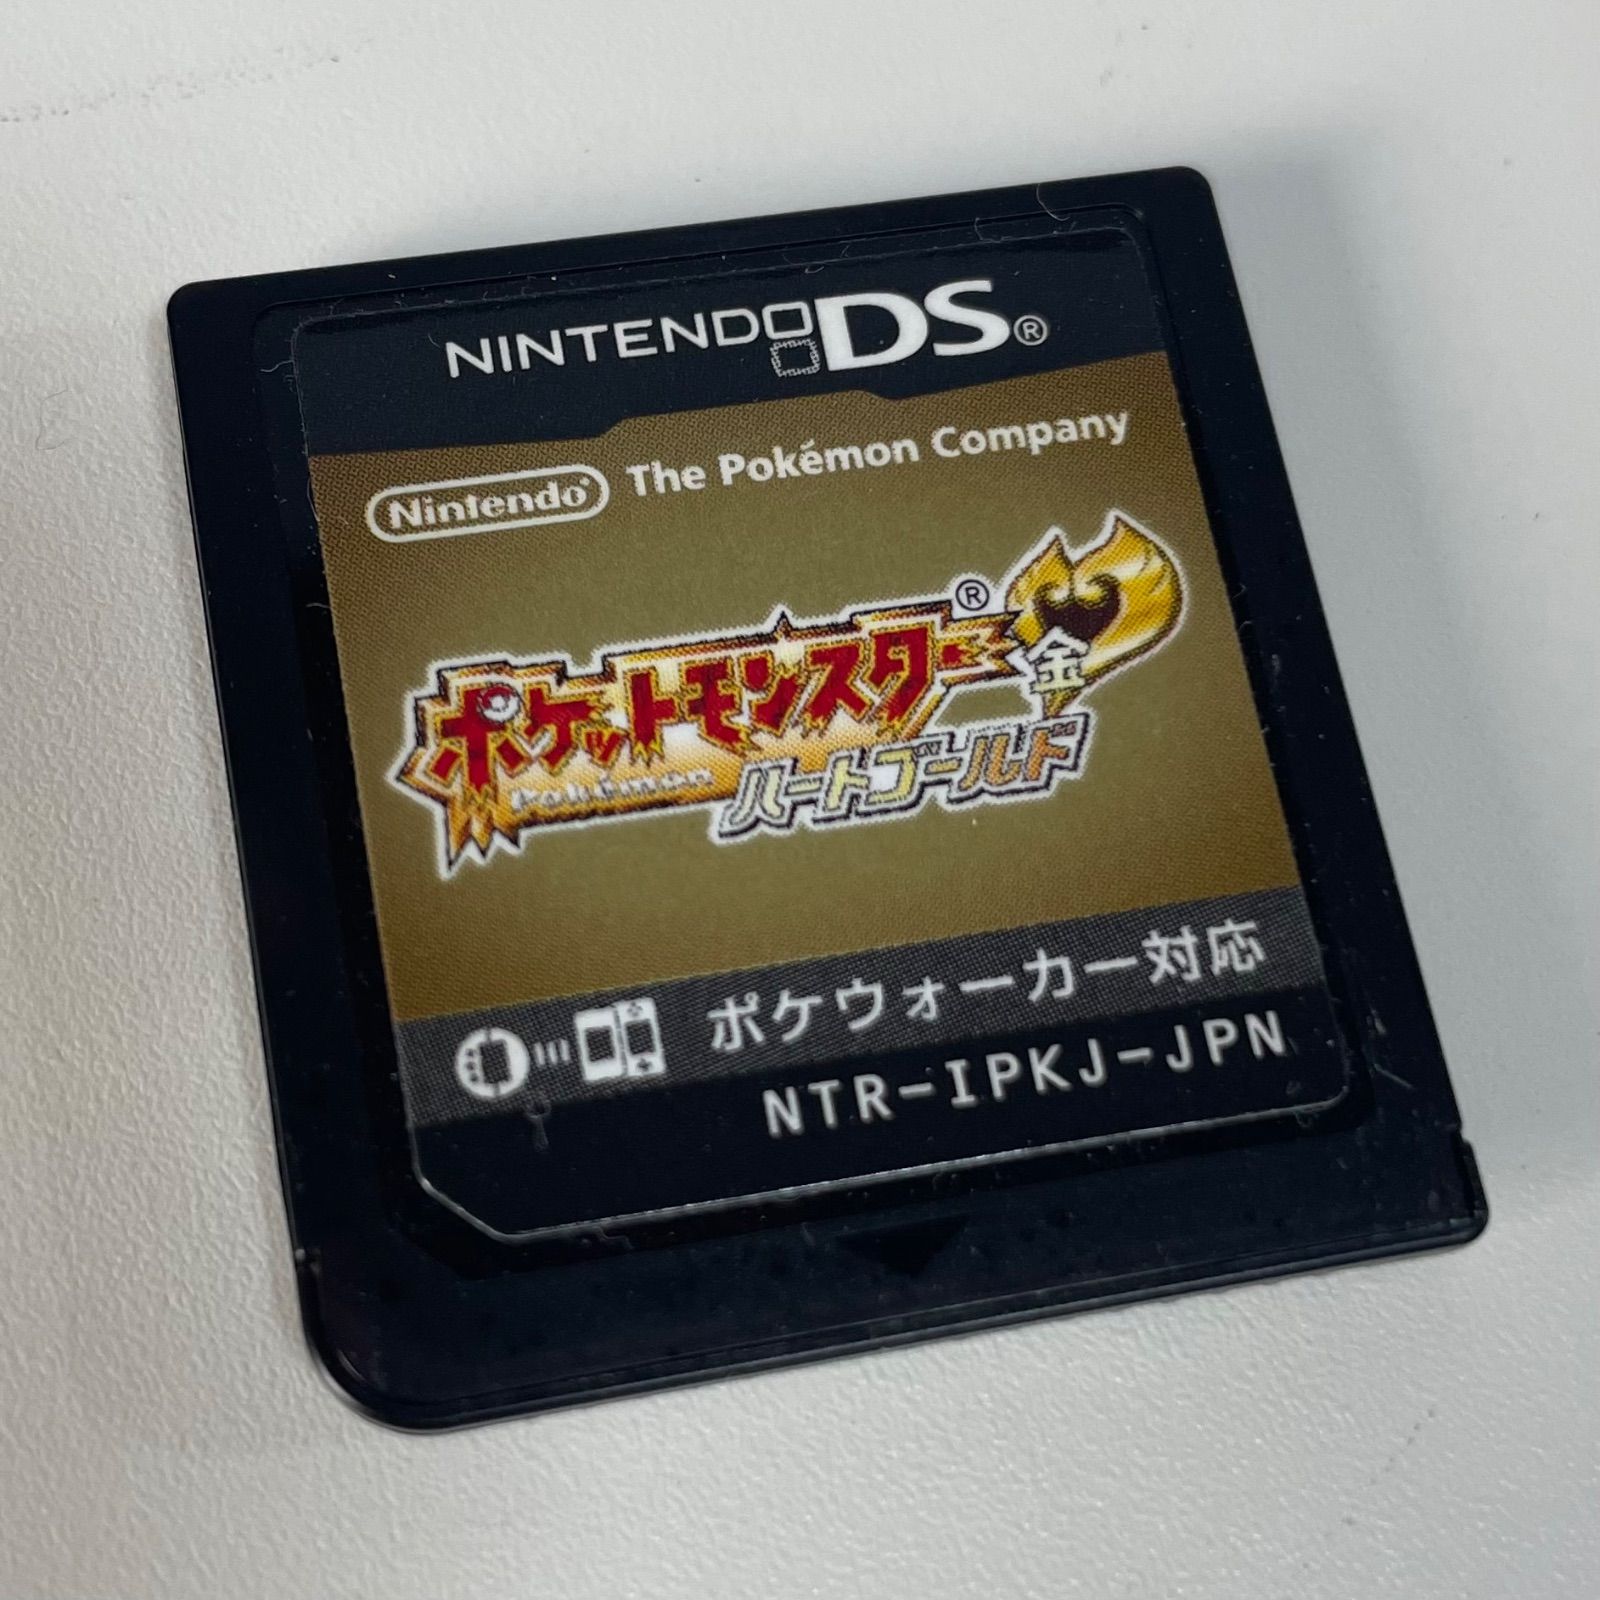 NINTENDO DS®
Nintendo® The Pokémon Company
ポケットモンスター®
金
Pokémon
ハートゴールド
ポケウォーカー対応
NTR-IPKJ-JPN